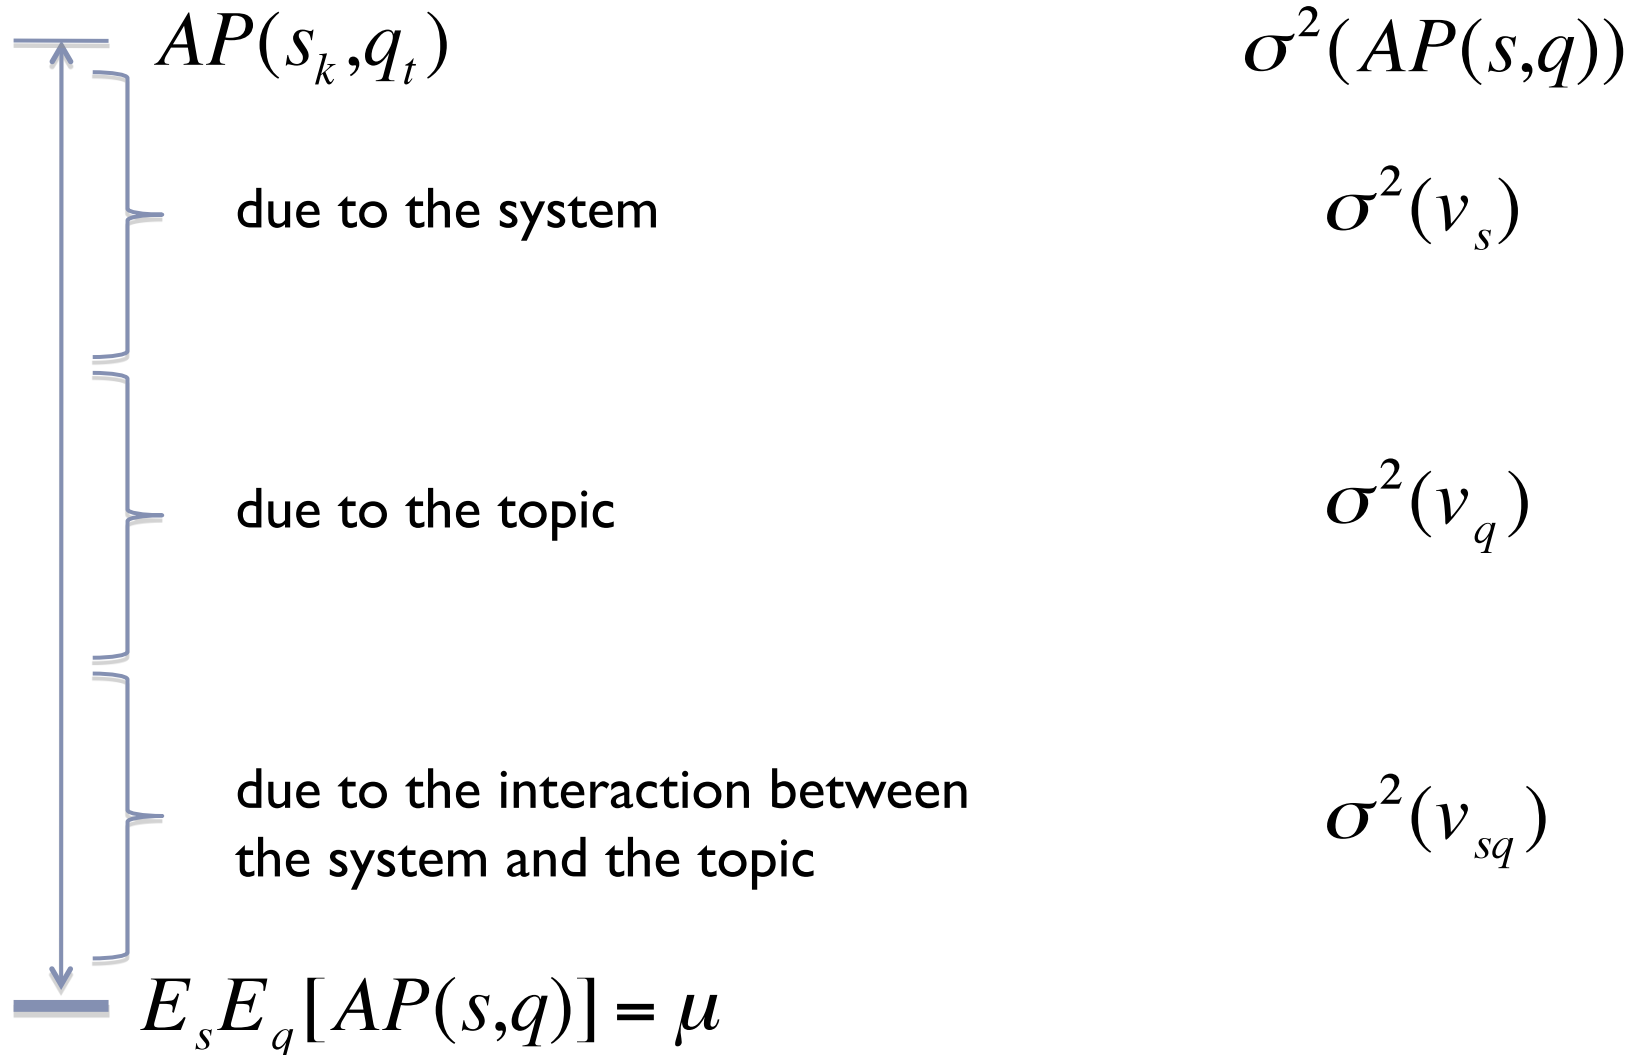 AP(s_k,q_t) σ²(AP(s,q))
due to the system σ²(v_s)
due to the topic σ²(v_q)
due to the interaction between
the system and the topic σ²(v_sq)
E_sE_q[AP(s,q)] = μ